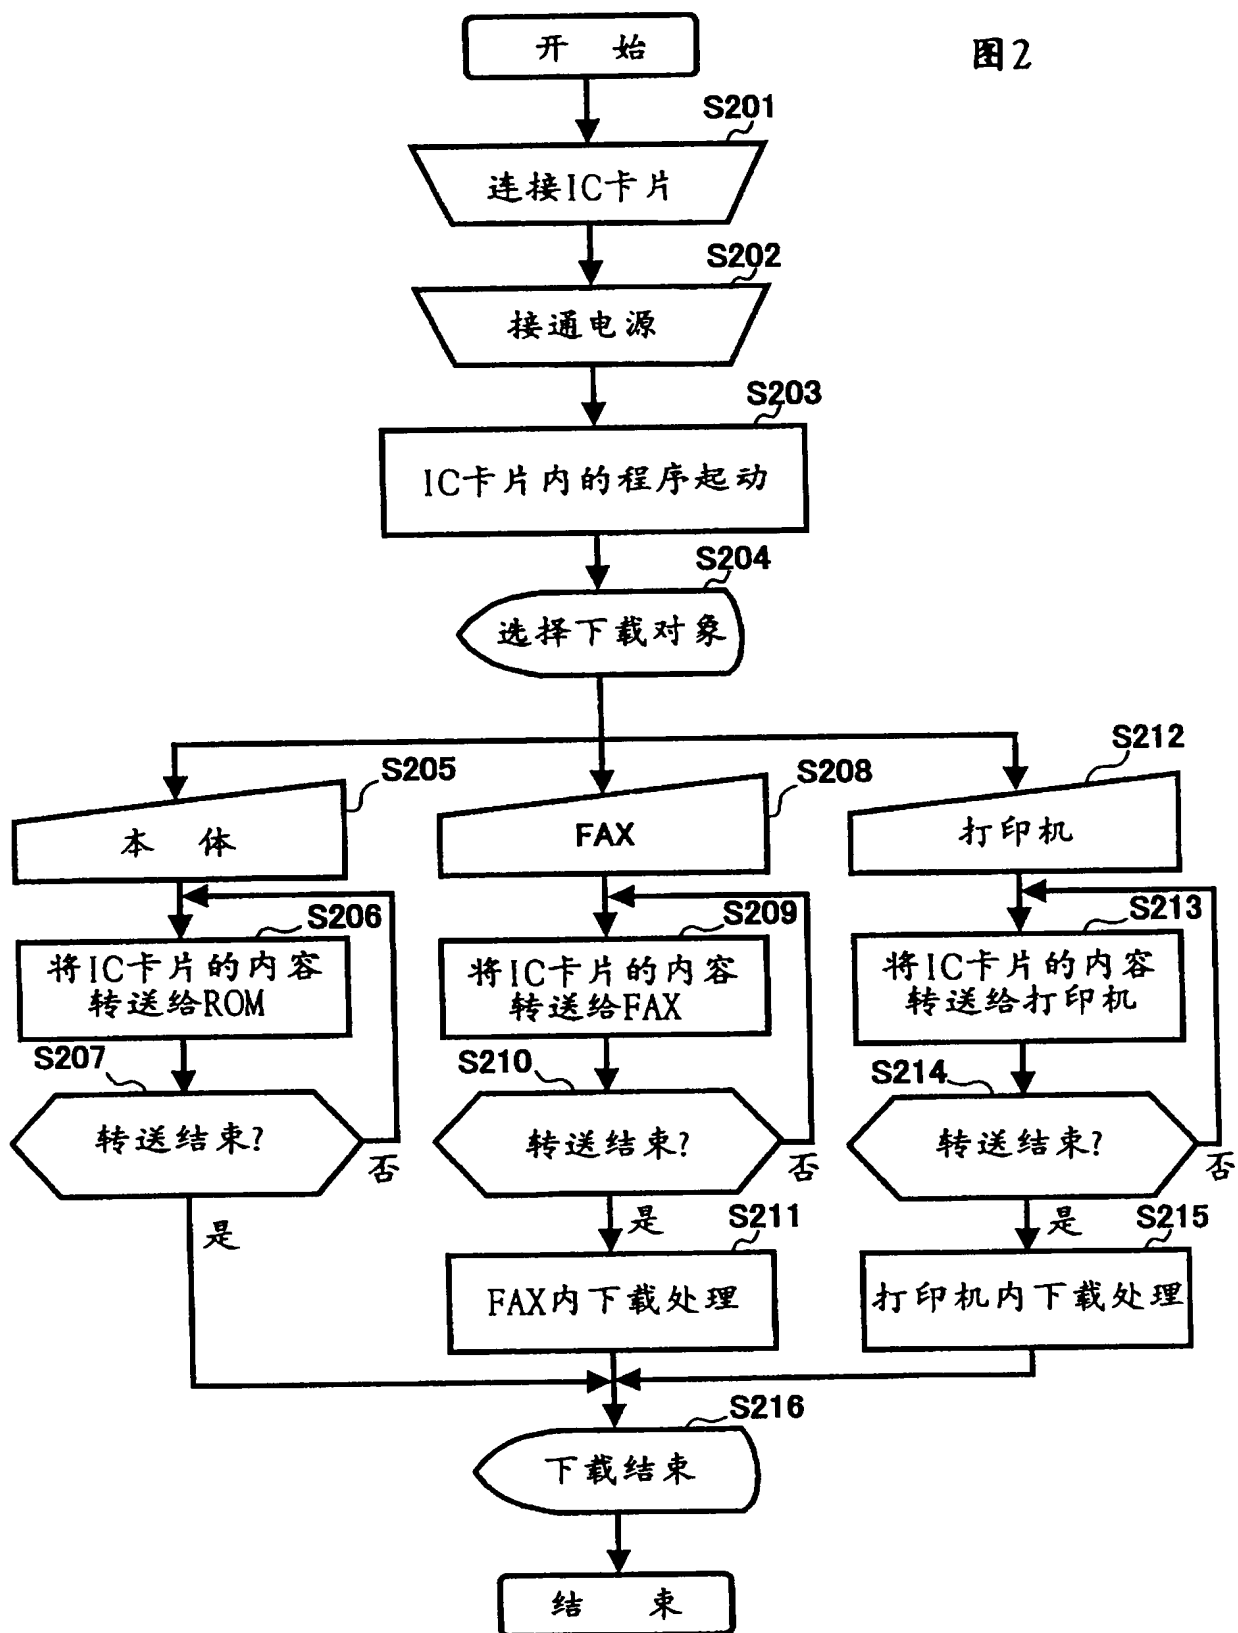 开 始
图2
S201
连接IC卡片
S202
接通电源
S203
IC卡片内的程序起动
S204
选择下载对象
S205
本 体
S208
FAX
S212
打印机
S206
将IC卡片的内容
转送给ROM
S209
将IC卡片的内容
转送给FAX
S213
将IC卡片的内容
转送给打印机
S207
转送结束?
否
是
S210
转送结束?
否
是
S214
转送结束?
否
是
S211
FAX内下载处理
S215
打印机内下载处理
S216
下载结束
结 束